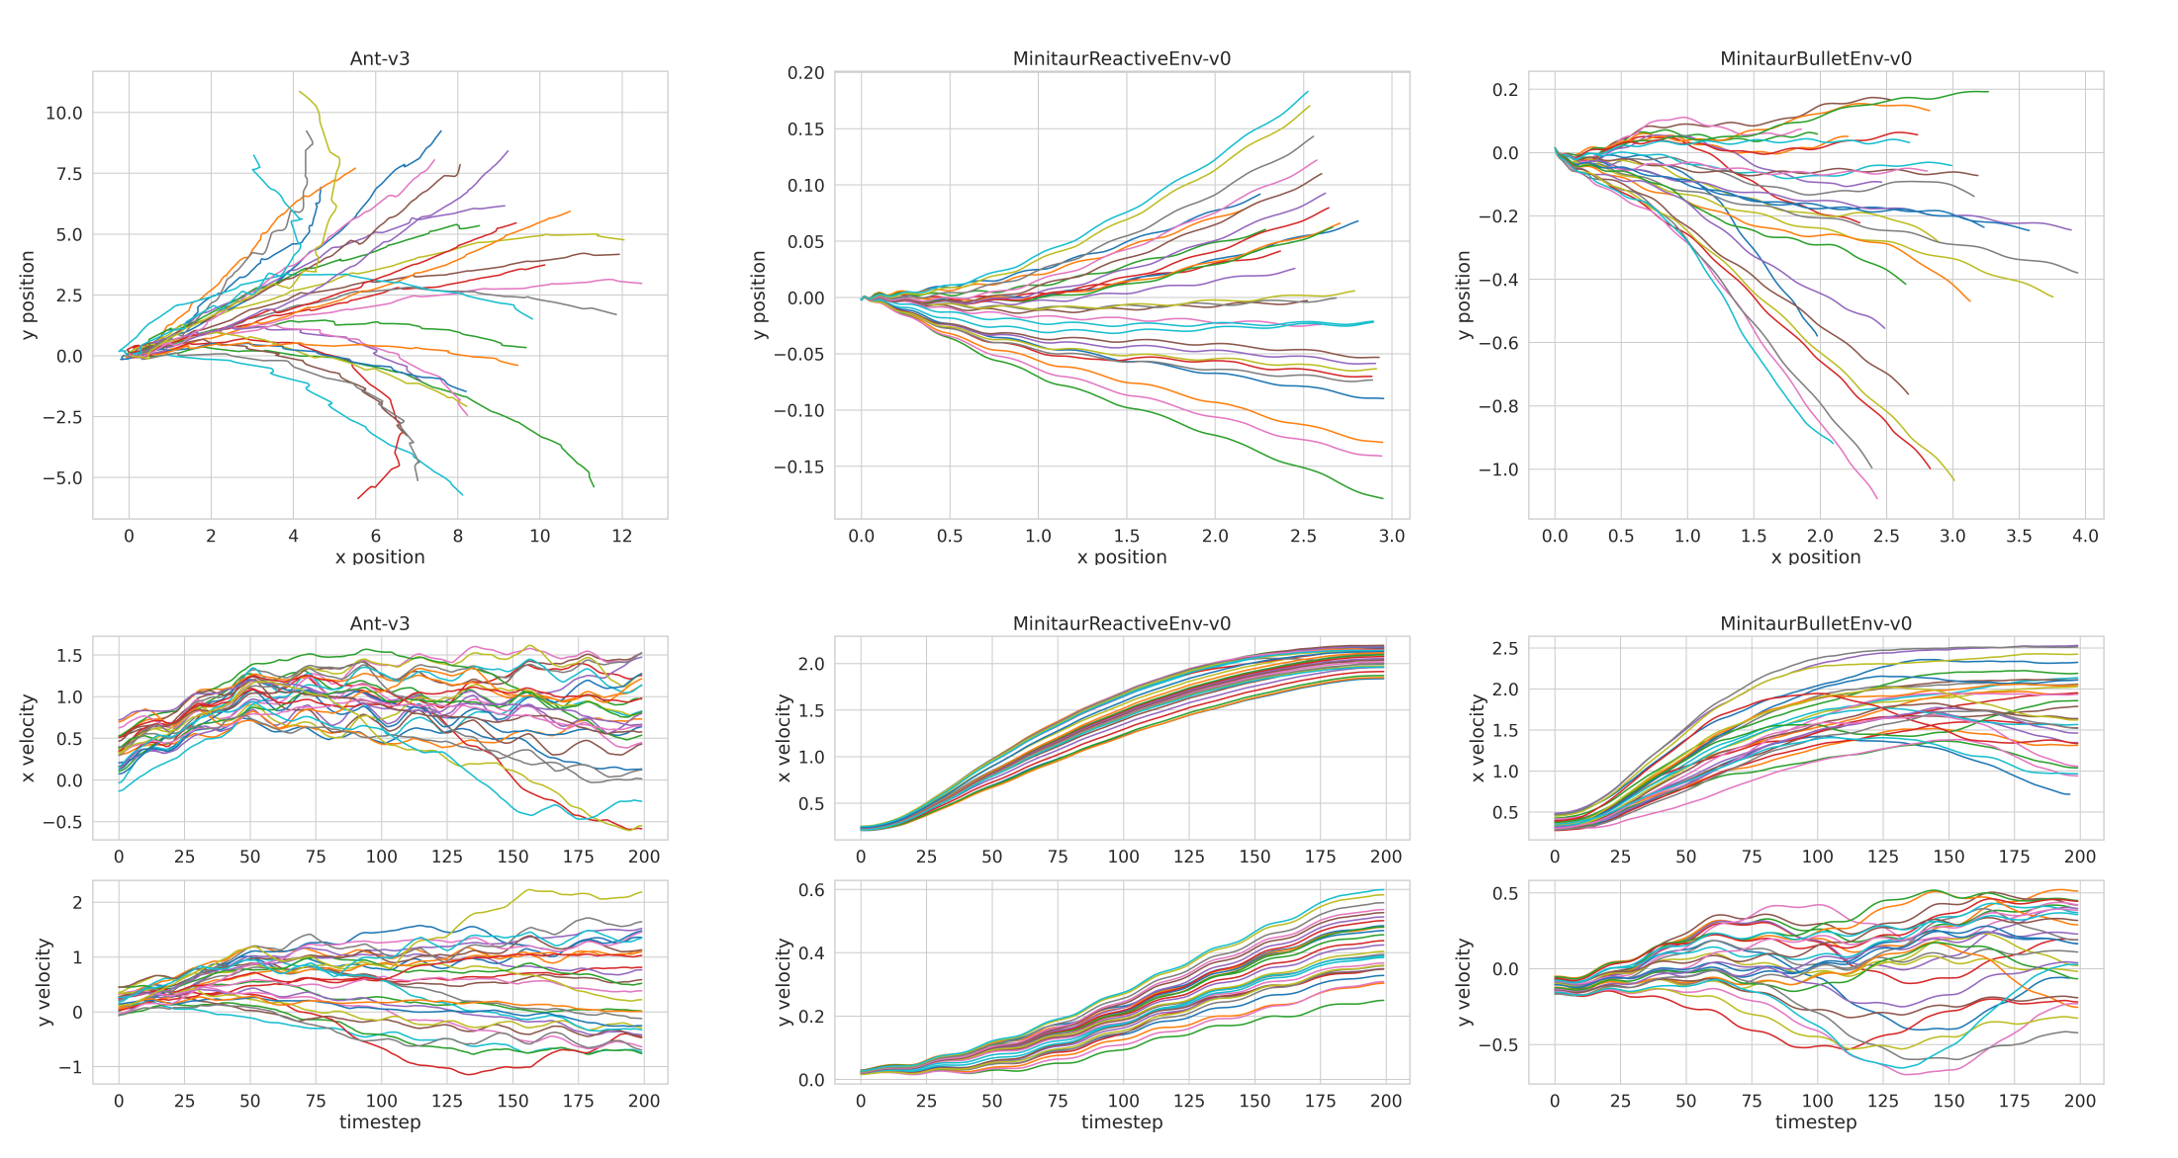 Ant-v3
y position
10.0
7.5
5.0
2.5
0.0
−2.5
−5.0
0 2 4 6 8 10 12
x position
MinitaurReactiveEnv-v0
y position
0.20
0.15
0.10
0.05
0.00
−0.05
−0.10
−0.15
0.0 0.5 1.0 1.5 2.0 2.5 3.0
x position
MinitaurBulletEnv-v0
y position
0.2
0.0
−0.2
−0.4
−0.6
−0.8
−1.0
0.0 0.5 1.0 1.5 2.0 2.5 3.0 3.5 4.0
x position
Ant-v3
x velocity
1.5
1.0
0.5
0.0
−0.5
0 25 50 75 100 125 150 175 200
y velocity
2
1
0
−1
0 25 50 75 100 125 150 175 200
timestep
MinitaurReactiveEnv-v0
x velocity
2.0
1.5
1.0
0.5
0 25 50 75 100 125 150 175 200
y velocity
0.6
0.4
0.2
0.0
0 25 50 75 100 125 150 175 200
timestep
MinitaurBulletEnv-v0
x velocity
2.5
2.0
1.5
1.0
0.5
0 25 50 75 100 125 150 175 200
y velocity
0.5
0.0
−0.5
0 25 50 75 100 125 150 175 200
timestep